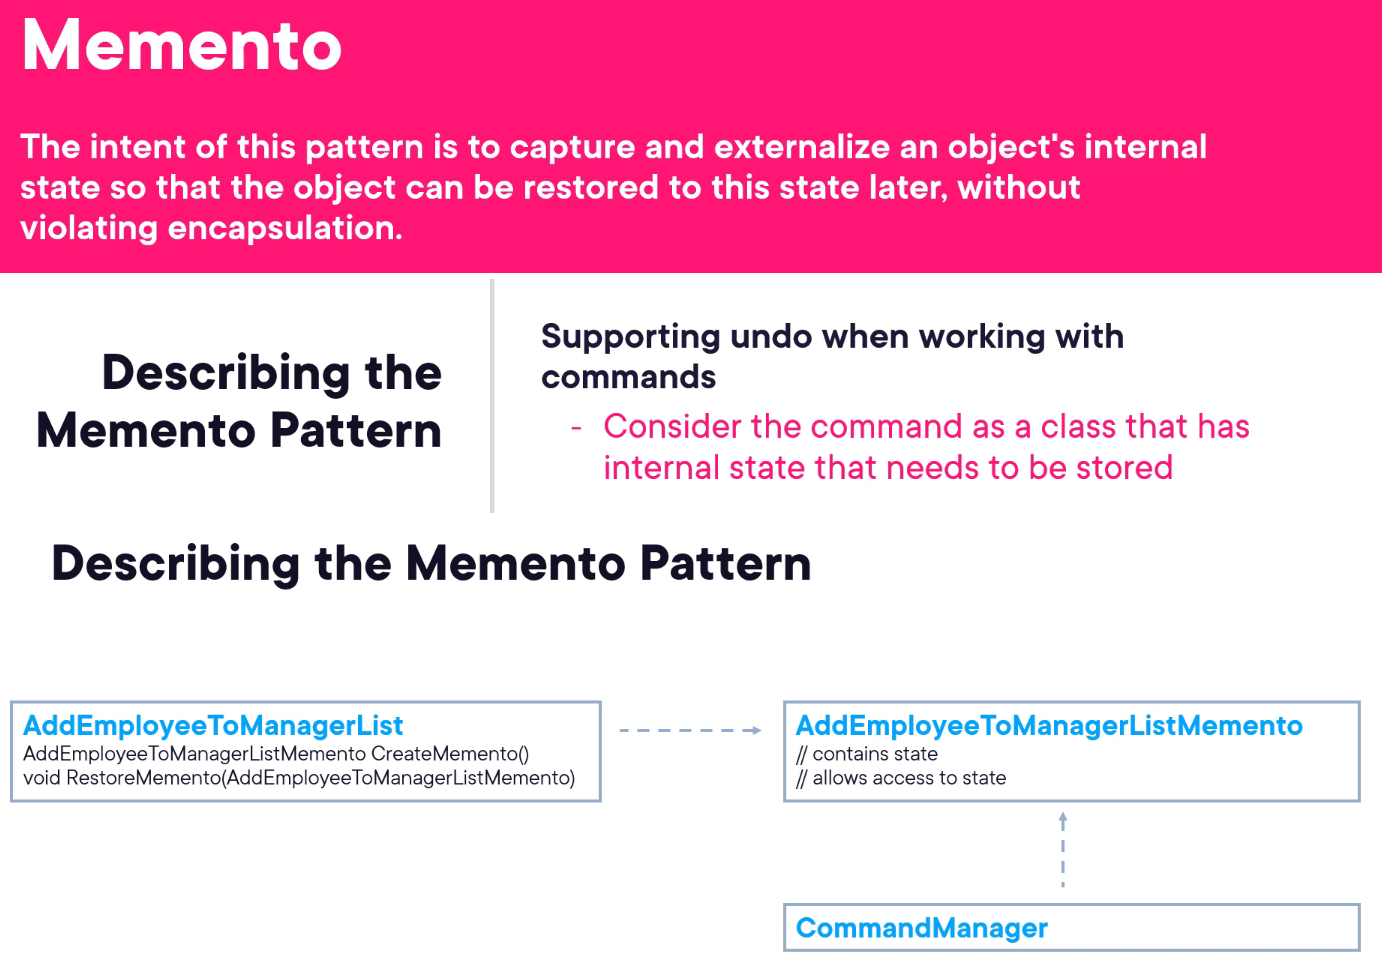 Memento
The intent of this pattern is to capture and externalize an object's internal
state so that the object can be restored to this state later, without
violating encapsulation.
Describing the
Memento Pattern
Supporting undo when working with
commands
- Consider the command as a class that has
internal state that needs to be stored
Describing the Memento Pattern
AddEmployeeToManagerList
AddEmployeeToManagerListMemento CreateMemento()
void RestoreMemento(AddEmployeeToManagerListMemento)
AddEmployeeToManagerListMemento
// contains state
// allows access to state
CommandManager